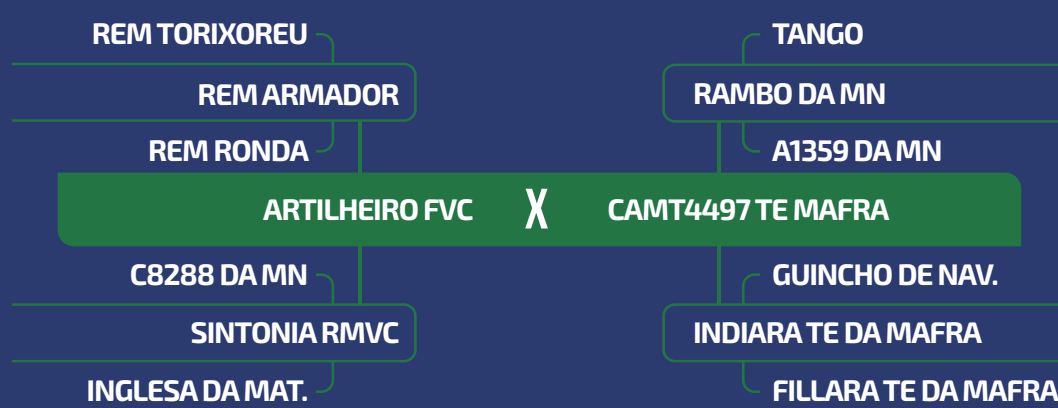 REM TORIXOREU
TANGO
REM ARMADOR
RAMBO DA MN
REM RONDA
A1359 DA MN
ARTILHEIRO FVC X CAMT4497 TE MAFRA
C8288 DA MN
GUINCHO DE NAV.
SINTONIA RMVC
INDIARA TE DA MAFRA
INGLESA DA MAT.
FILLARA TE DA MAFRA